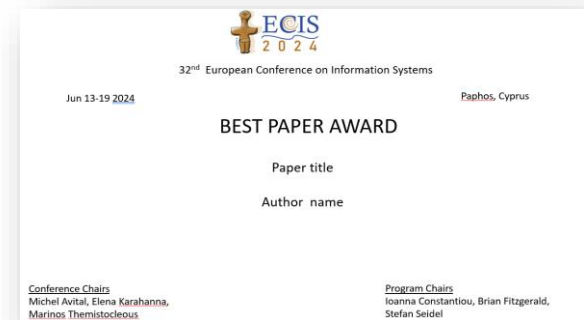 ECIS
2024
32nd European Conference on Information Systems
Jun 13-19 2024
Paphos, Cyprus
BEST PAPER AWARD
Paper title
Author name
Conference Chairs
Michel Avital, Elena Karahanna,
Marinos Themistocleous
Program Chairs
Ioanna Constantiou, Brian Fitzgerald,
Stefan Seidel